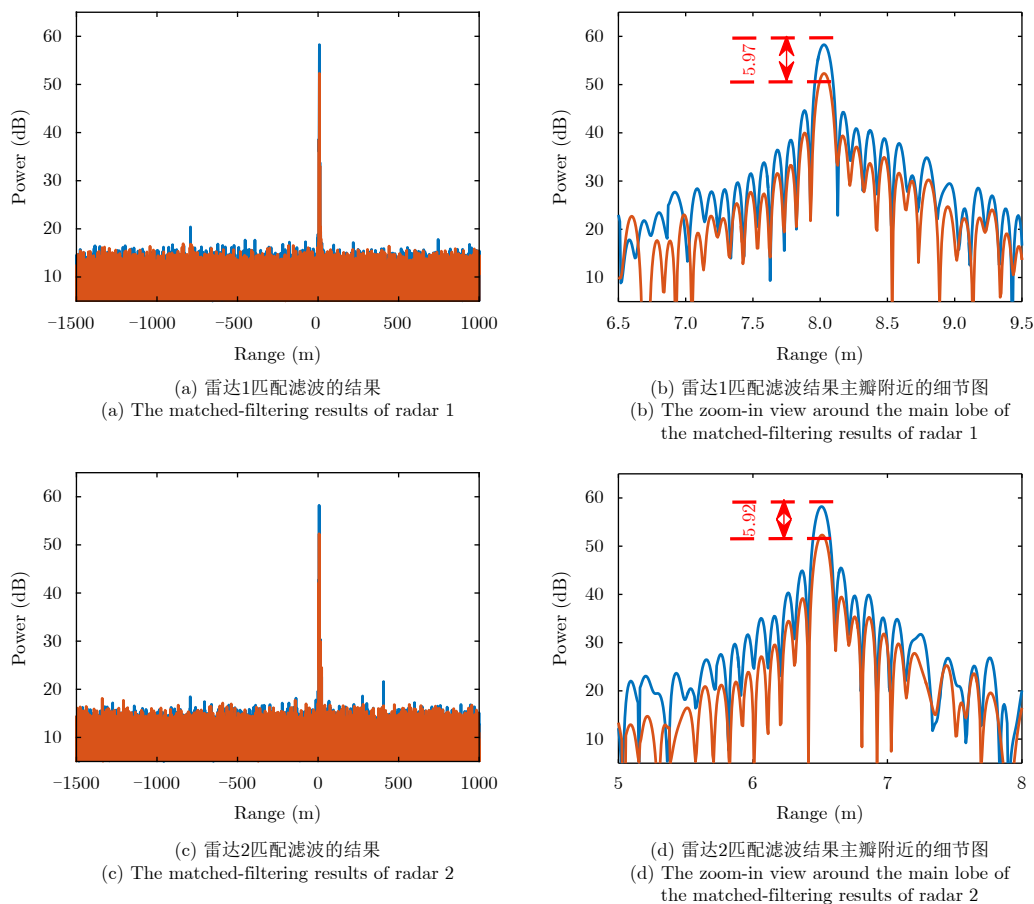 60
50
40
30
20
10
−1500
−1000
−500
0
500
1000
Power (dB)
Range (m)
(a) 雷达1匹配滤波的结果
(a) The matched-filtering results of radar 1
60
50
40
30
20
10
6.5
7.0
7.5
8.0
8.5
9.0
9.5
5.97
Power (dB)
Range (m)
(b) 雷达1匹配滤波结果主瓣附近的细节图
(b) The zoom-in view around the main lobe of
the matched-filtering results of radar 1
60
50
40
30
20
10
−1500
−1000
−500
0
500
1000
Power (dB)
Range (m)
(c) 雷达2匹配滤波的结果
(c) The matched-filtering results of radar 2
60
50
40
30
20
10
5
6
7
8
5.92
Power (dB)
Range (m)
(d) 雷达2匹配滤波结果主瓣附近的细节图
(d) The zoom-in view around the main lobe of
the matched-filtering results of radar 2